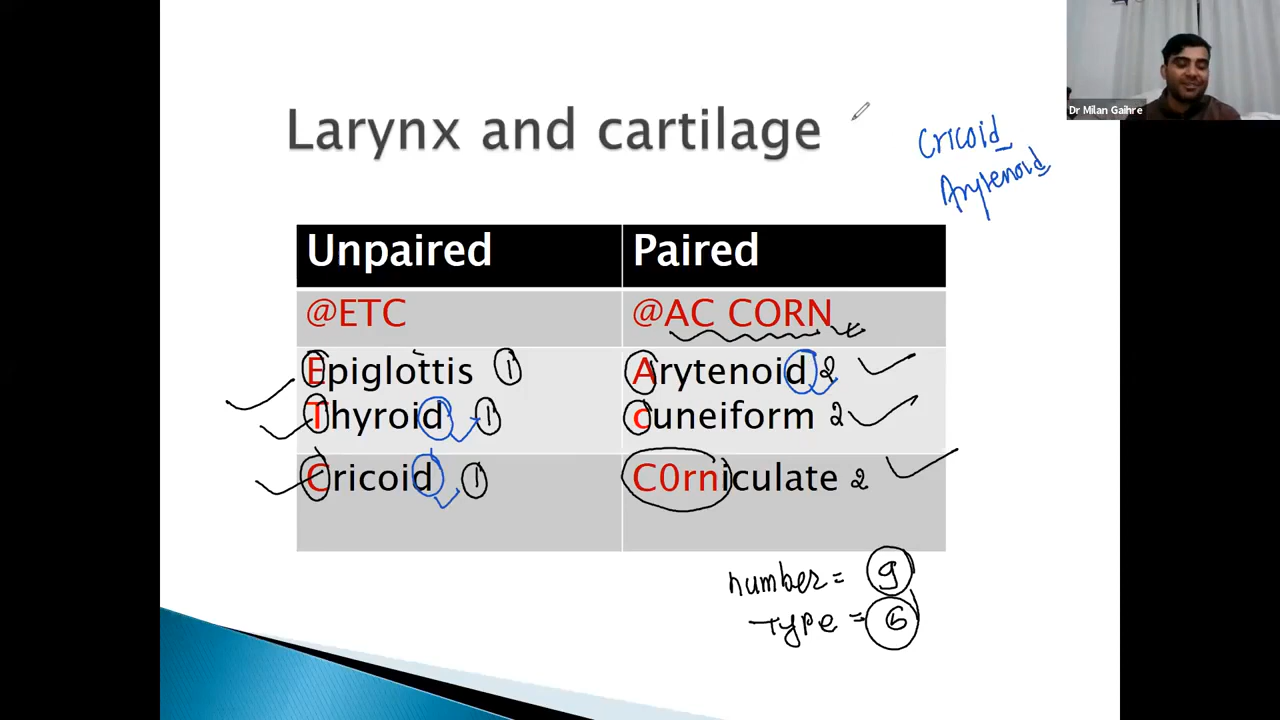 Dr Milan Gaihre
Larynx and cartilage
Cricoid
Arytenoid
Unpaired Paired
@ETC @AC CORN
Epiglottis 1 Arytenoid 2
Thyroid 1 cuneiform 2
Cricoid 1 C0rniculate 2
number = 9
Type = 6